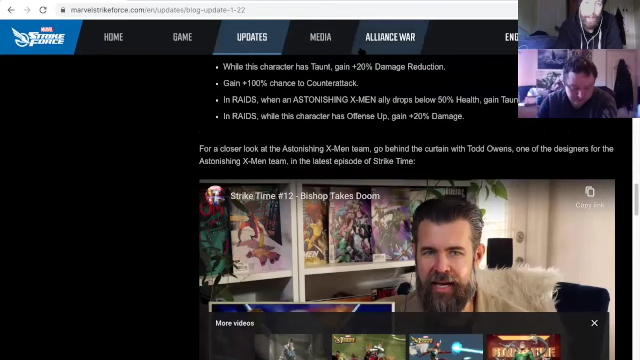 marvelstrikeforce.com/en/updates/blog-update-1-22
MARVEL
STRIKE
FORCE
HOME
GAME
UPDATES
MEDIA
ALLIANCE WAR
ENG
While this character has Taunt, gain +20% Damage Reduction.
Gain +100% chance to Counterattack.
In RAIDS, when an ASTONISHING X-MEN ally drops below 50% Health, gain Taun
In RAIDS, while this character has Offense Up, gain +20% Damage.
For a closer look at the Astonishing X-Men team, go behind the curtain with Todd Owens, one of the designers for the
Astonishing X-Men team, in the latest episode of Strike Time:
Strike Time #12 - Bishop Takes Doom
Copy link
More videos